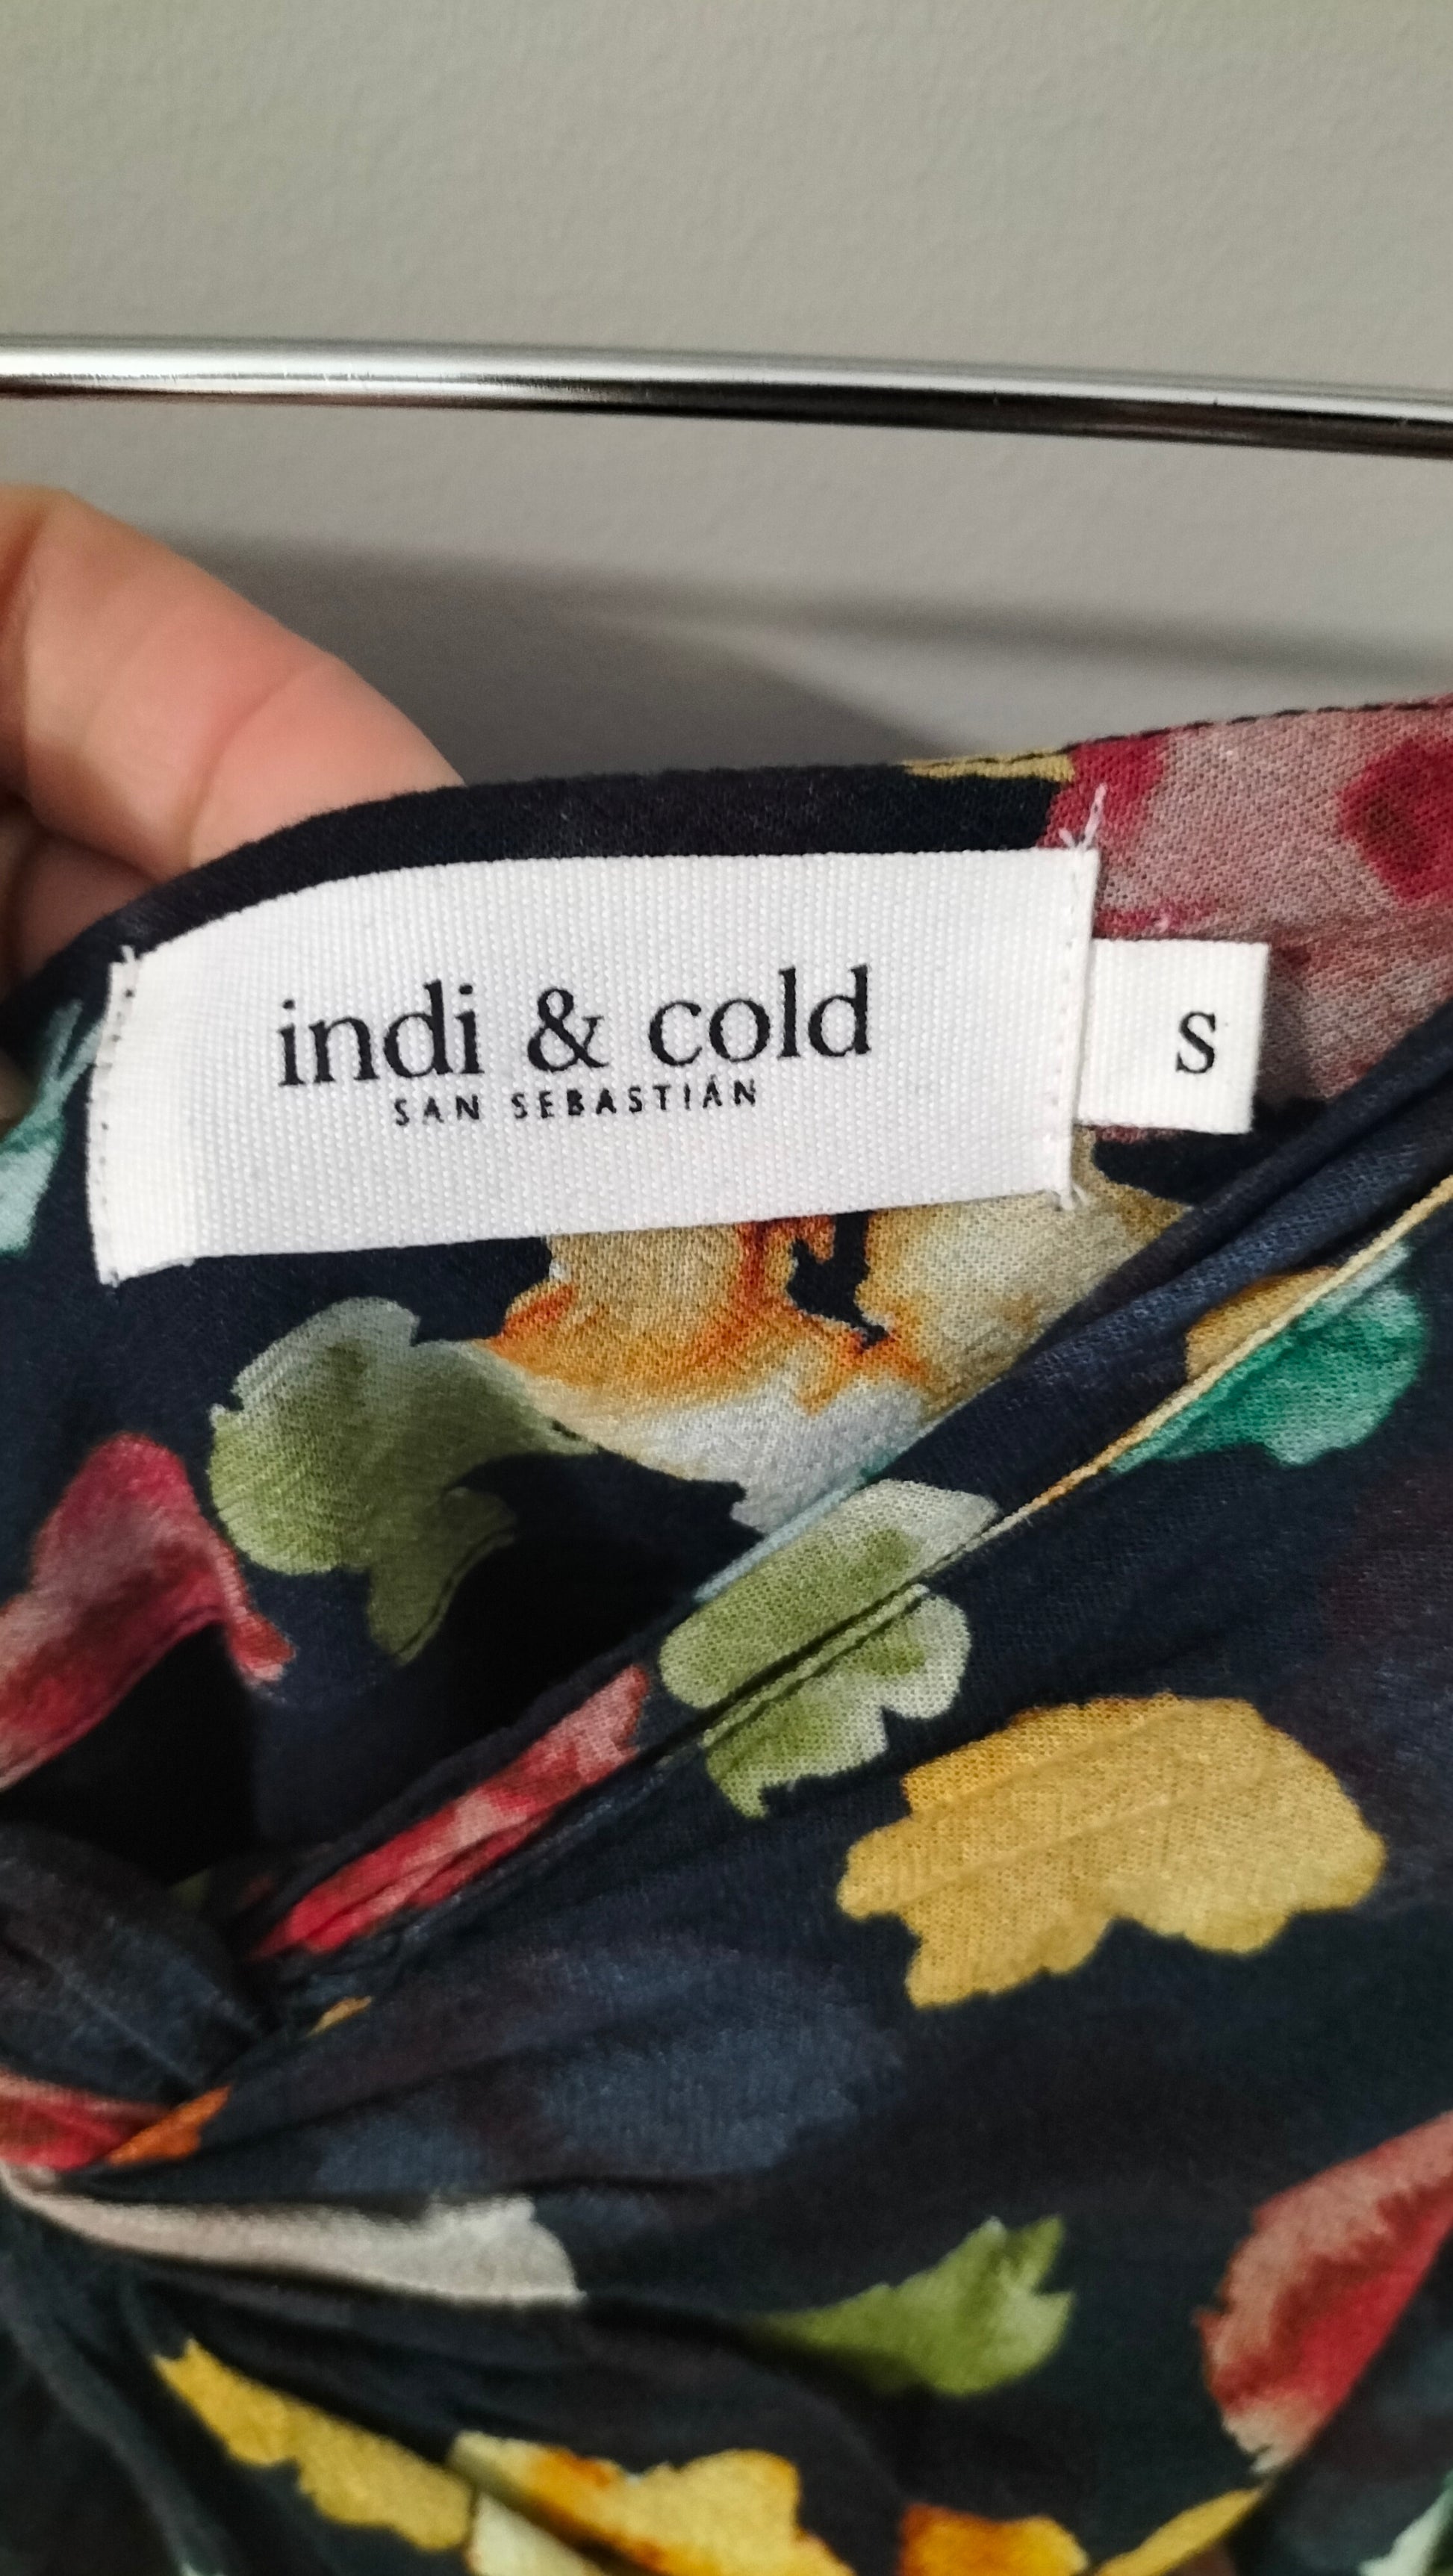 indi & cold
SAN SEBASTIÁN
S